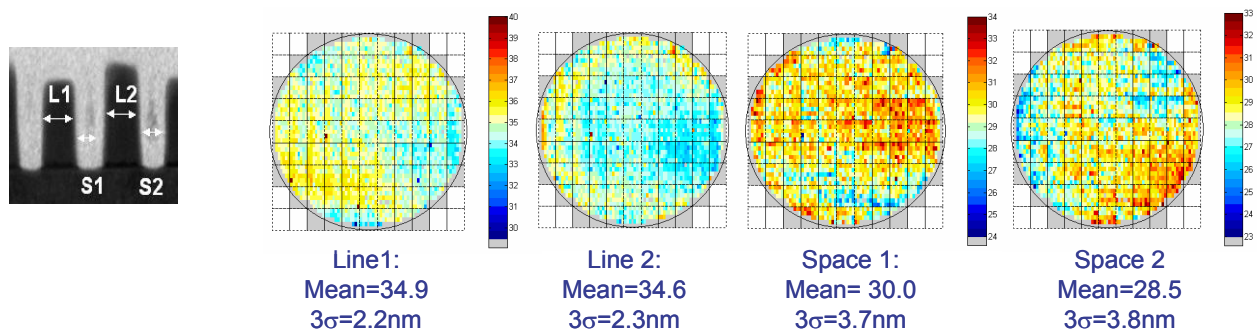 L1
L2
S1
S2
40
39
38
37
36
35
34
33
32
31
30
34
33
32
31
30
29
28
27
26
25
24
33
32
31
30
29
28
27
26
25
24
23
Line1:
Mean=34.9
3σ=2.2nm
Line 2:
Mean=34.6
3σ=2.3nm
Space 1:
Mean= 30.0
3σ=3.7nm
Space 2
Mean=28.5
3σ=3.8nm